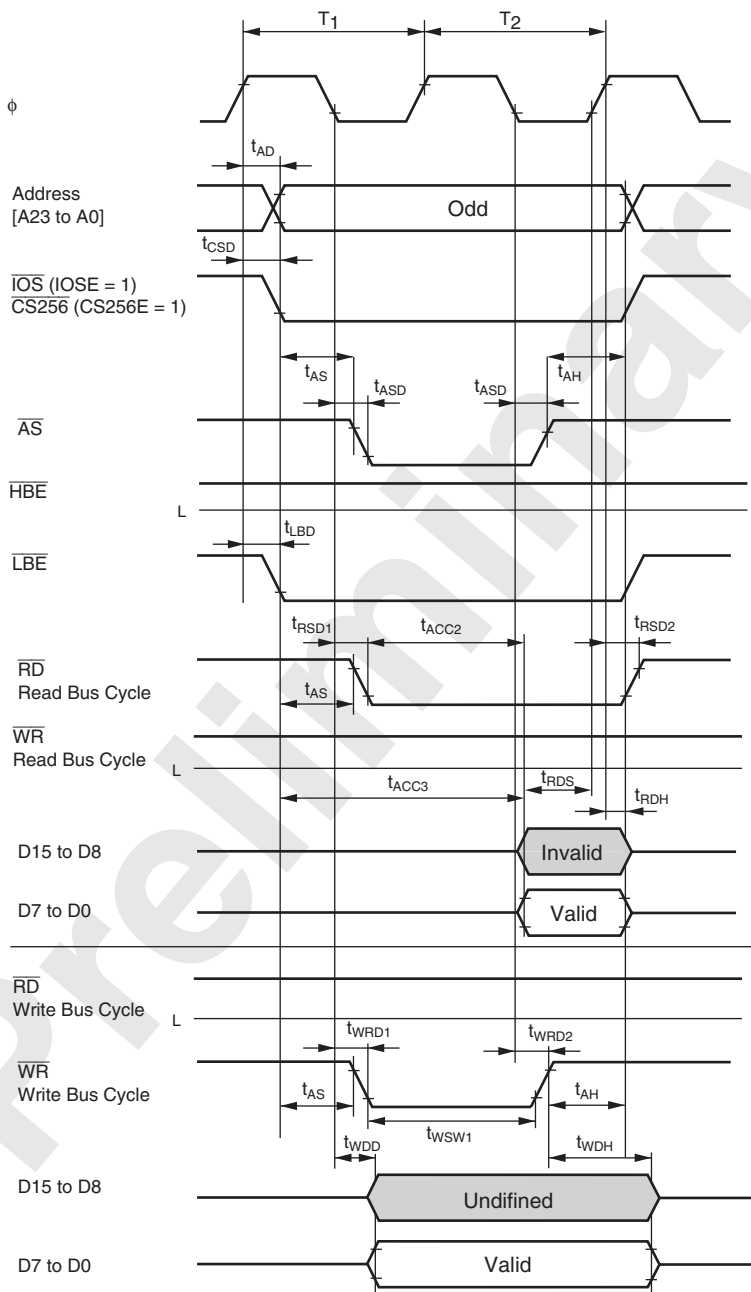 T1 T2
ϕ
tAD
Address
[A23 to A0]
Odd
tCSD
IOS (IOSE = 1)
CS256 (CS256E = 1)
tAS tASD tASD tAH
AS
HBE
L
tLBD
LBE
tRSD1 tACC2 tRSD2
RD
Read Bus Cycle
tAS
WR
Read Bus Cycle
L
tACC3 tRDS tRDH
D15 to D8
Invalid
D7 to D0
Valid
RD
Write Bus Cycle
L
tWRD1 tWRD2
WR
Write Bus Cycle
tAS tAH
tWSW1
tWDD tWDH
D15 to D8
Undifined
D7 to D0
Valid
Preliminary